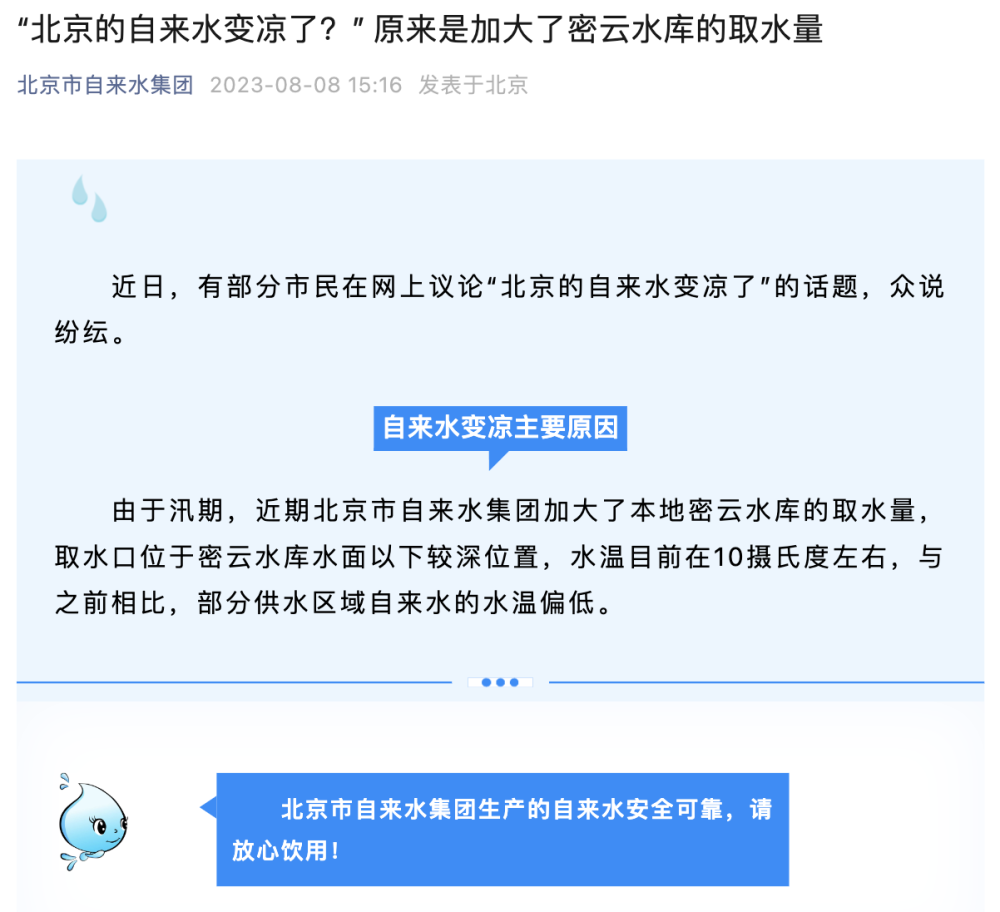 “北京的自来水变凉了？”原来是加大了密云水库的取水量
北京市自来水集团 2023-08-08 15:16 发表于北京
近日，有部分市民在网上议论“北京的自来水变凉了”的话题，众说
纷纭。
自来水变凉主要原因
由于汛期，近期北京市自来水集团加大了本地密云水库的取水量，
取水口位于密云水库水面以下较深位置，水温目前在10摄氏度左右，与
之前相比，部分供水区域自来水的水温偏低。
北京市自来水集团生产的自来水安全可靠，请
放心饮用！